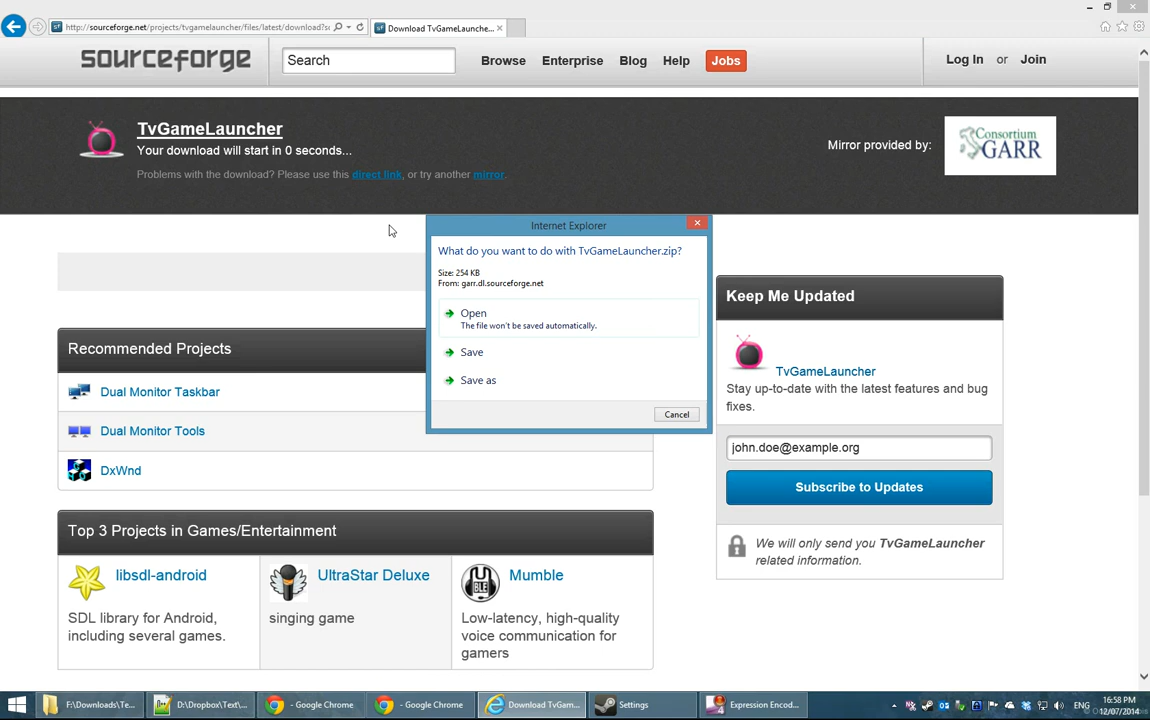 http://sourceforge.net/projects/tvgamelauncher/files/latest/download?s
Download TvGameLaunche...
sourceforge
Search
Browse
Enterprise
Blog
Help
Jobs
Log In or Join
TvGameLauncher
Your download will start in 0 seconds...
Problems with the download? Please use this direct link, or try another mirror.
Mirror provided by:
Consortium
GARR
Internet Explorer
What do you want to do with TvGameLauncher.zip?
Size: 254 KB
From: garr.dl.sourceforge.net
Open
The file won't be saved automatically.
Save
Save as
Cancel
Recommended Projects
Dual Monitor Taskbar
Dual Monitor Tools
DxWnd
Keep Me Updated
TvGameLauncher
Stay up-to-date with the latest features and bug
fixes.
john.doe@example.org
Subscribe to Updates
We will only send you TvGameLauncher
related information.
Top 3 Projects in Games/Entertainment
libsdl-android
SDL library for Android,
including several games.
UltraStar Deluxe
singing game
Mumble
Low-latency, high-quality
voice communication for
gamers
F:\Downloads\Te...
D:\Dropbox\Text\...
- Google Chrome
- Google Chrome
Download TvGam...
Settings
Expression Encod...
ENG
16:58 PM
12/07/2014